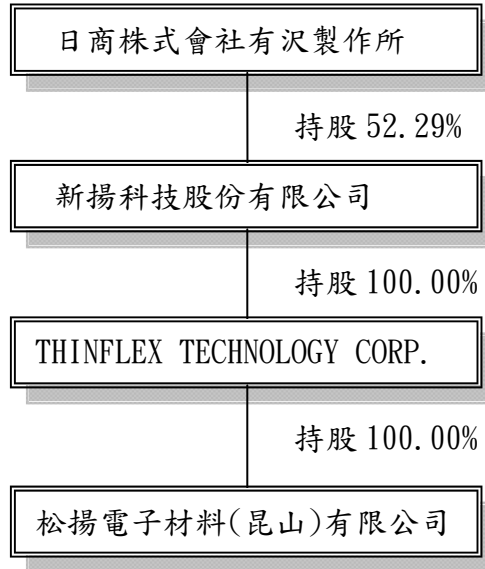 日商株式會社有沢製作所
持股 52.29%
新揚科技股份有限公司
持股 100.00%
THINFLEX TECHNOLOGY CORP.
持股 100.00%
松揚電子材料(昆山)有限公司